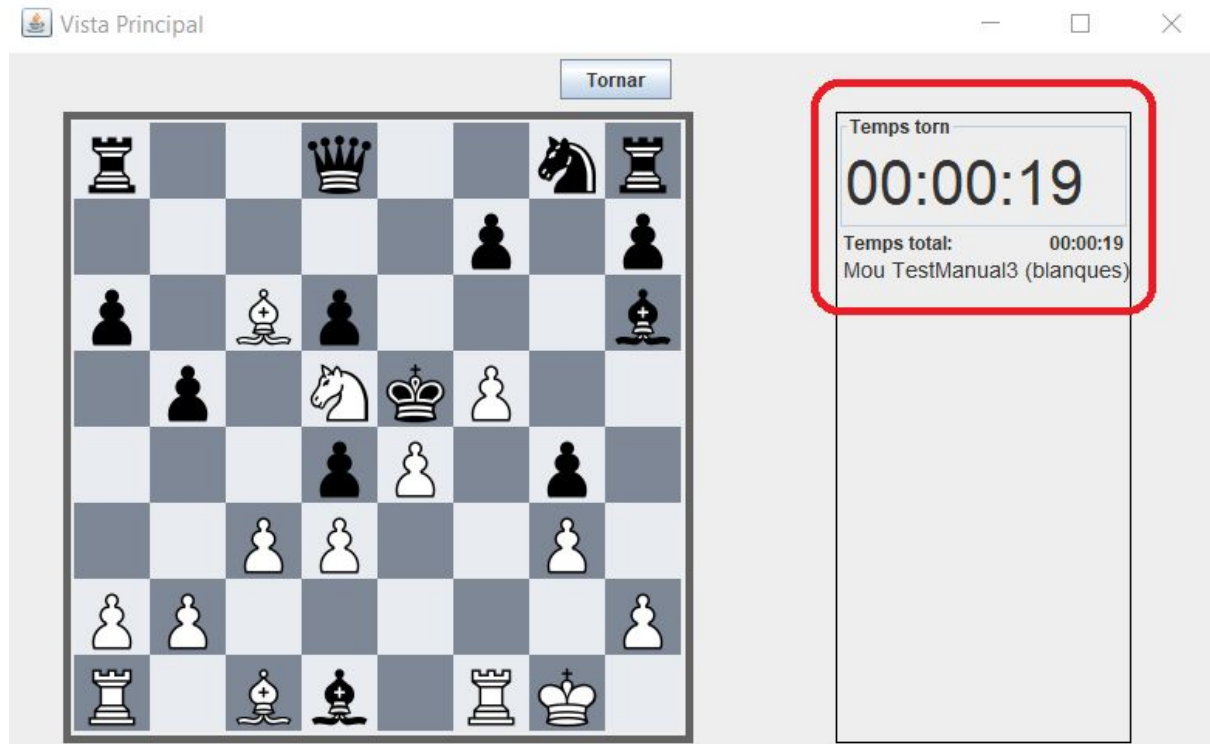 Vista Principal
Tornar
Temps torn
00:00:19
Temps total: 00:00:19
Mou TestManual3 (blanques)